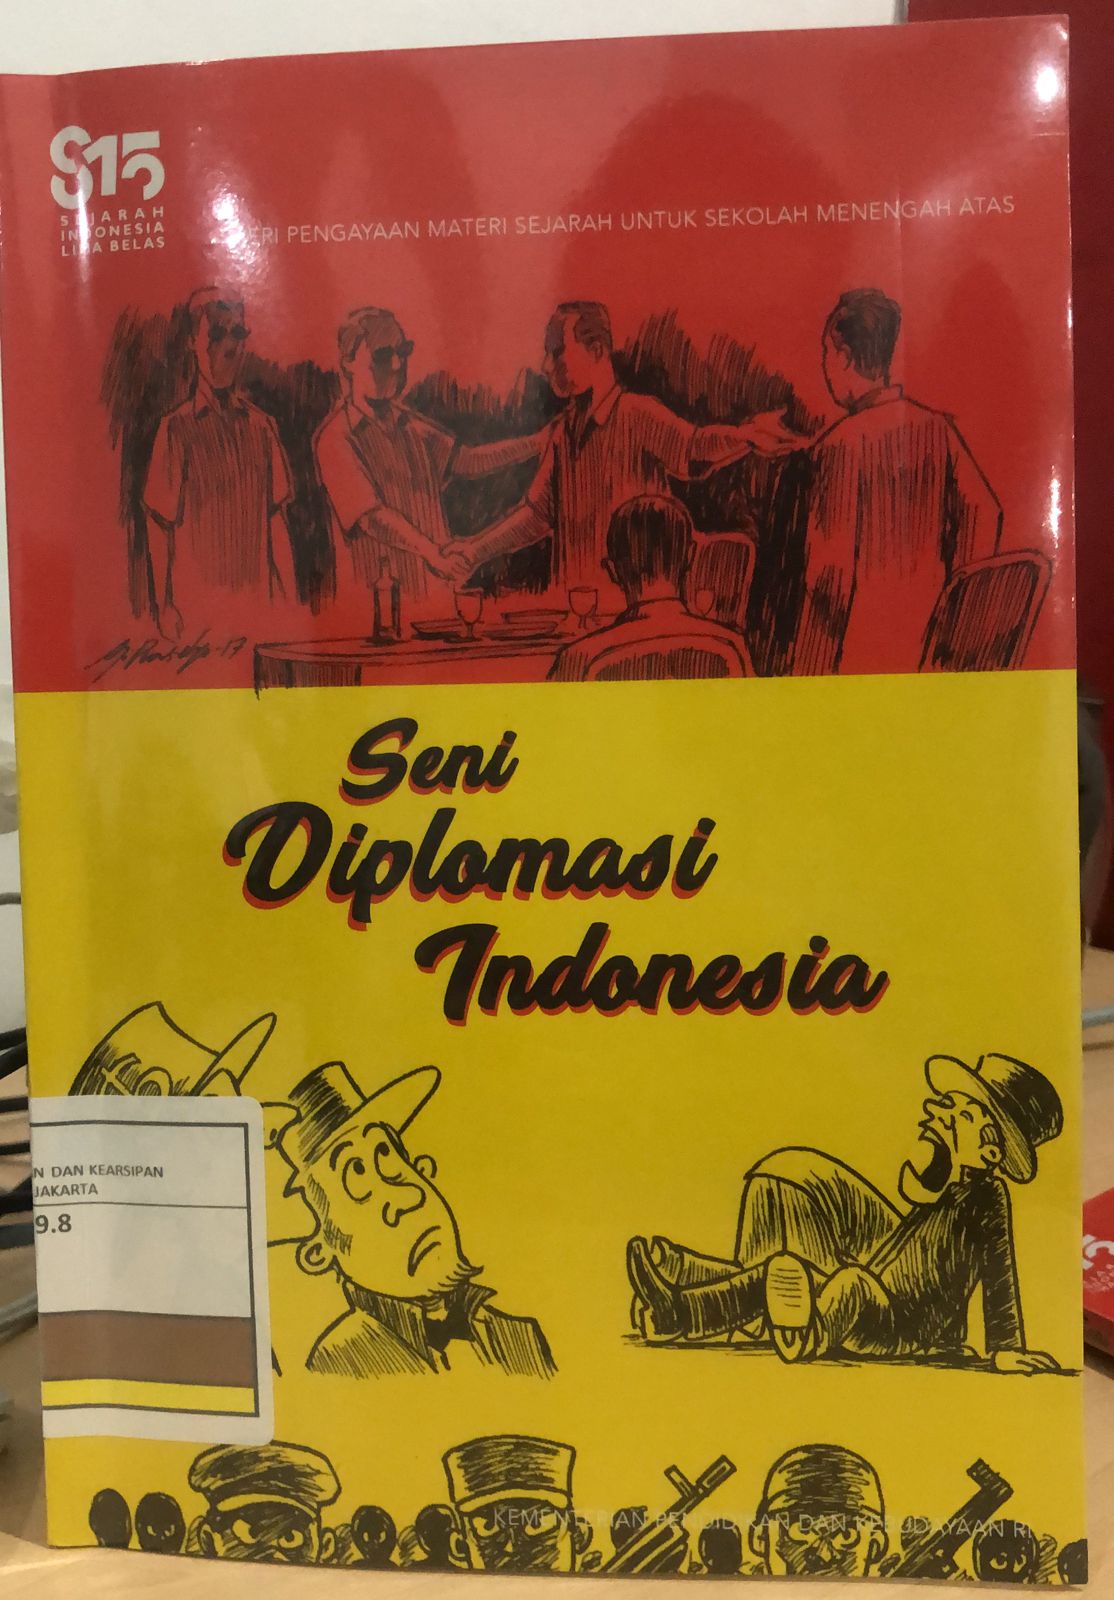 S15
SEJARAH
INDONESIA
LIMA BELAS
SERI PENGAYAAN MATERI SEJARAH UNTUK SEKOLAH MENENGAH ATAS
Seni
Diplomasi
Indonesia
N DAN KEARSIPAN
JAKARTA
9.8
KEMENTERIAN PENDIDIKAN DAN KEBUDAYAAN RI